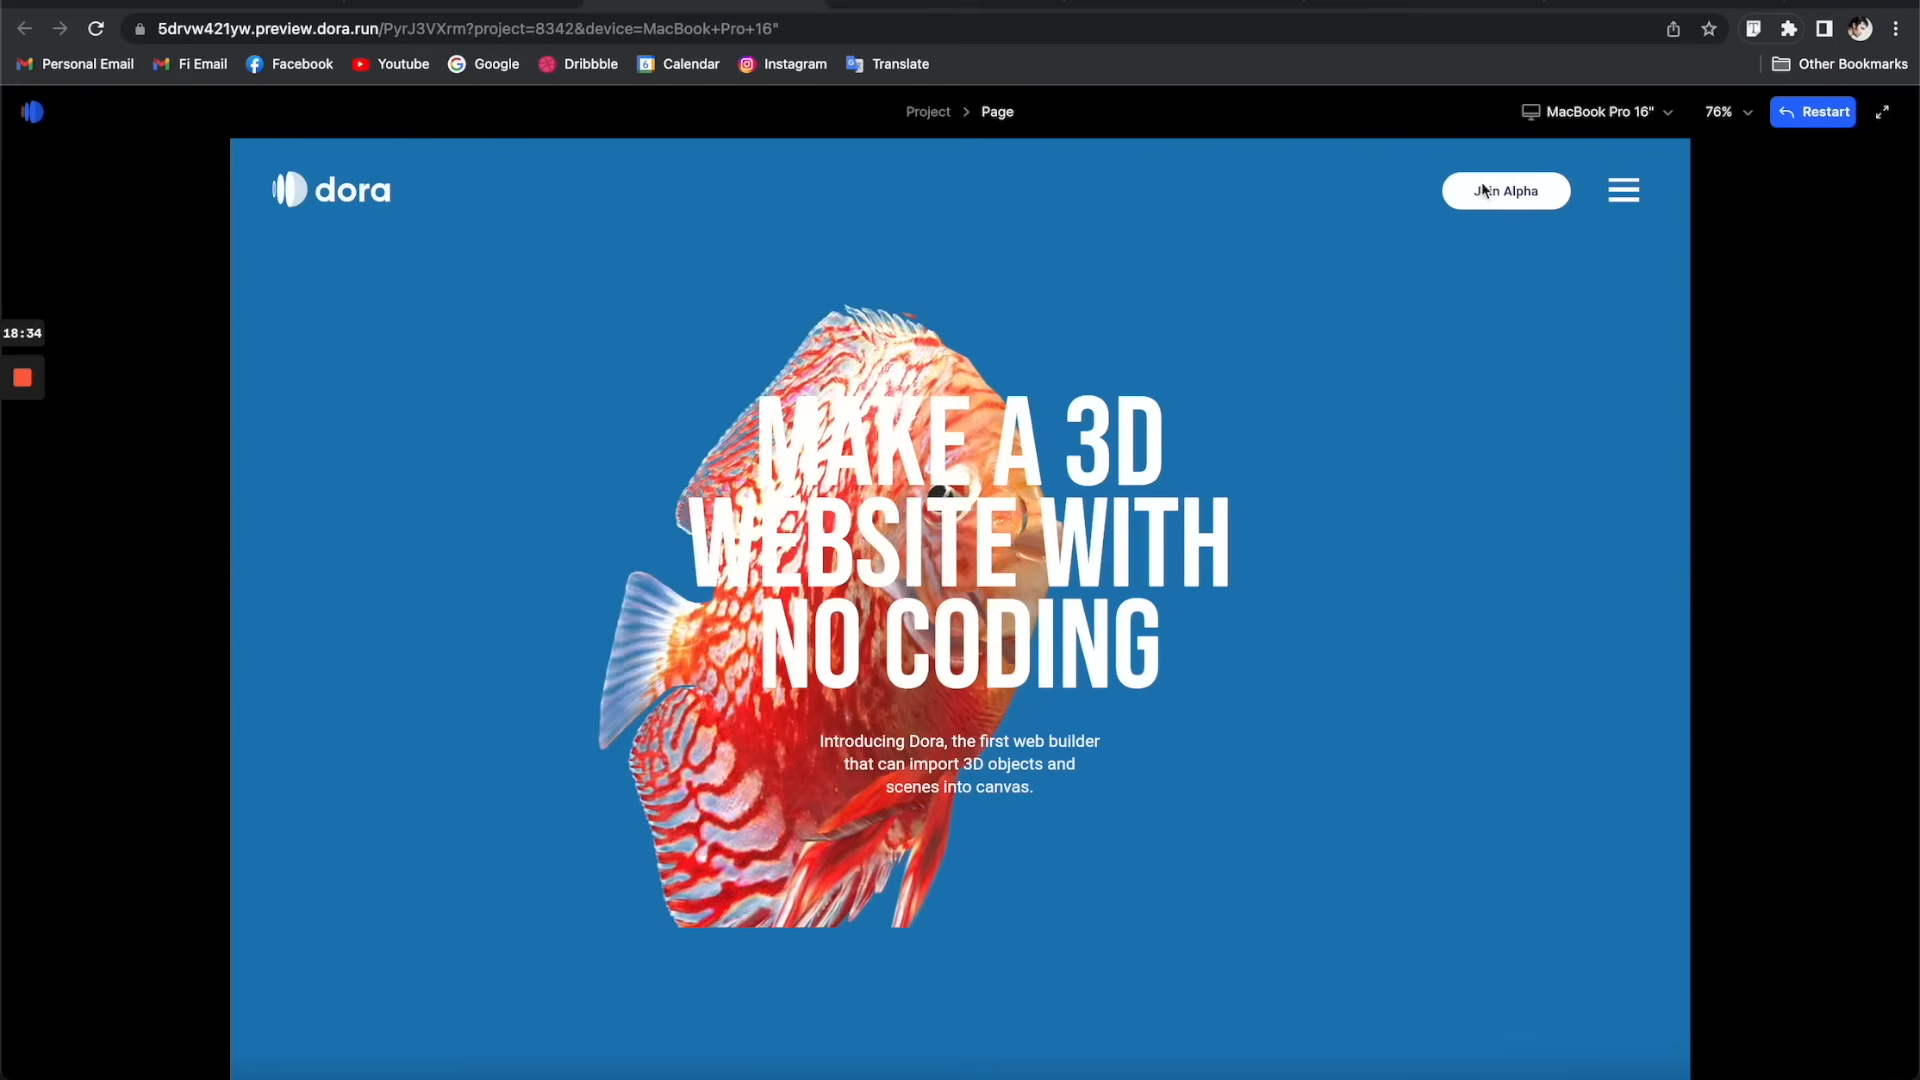 5drvw421yw.preview.dora.run/PyrJ3VXrm?project=8342&device=MacBook+Pro+16"
Personal Email
Fi Email
Facebook
Youtube
Google
Dribbble
6
Calendar
Instagram
Translate
Other Bookmarks
Project > Page
MacBook Pro 16"
76%
Restart
dora
Join Alpha
18:34
MAKE A 3D
WEBSITE WITH
NO CODING
Introducing Dora, the first web builder
that can import 3D objects and
scenes into canvas.